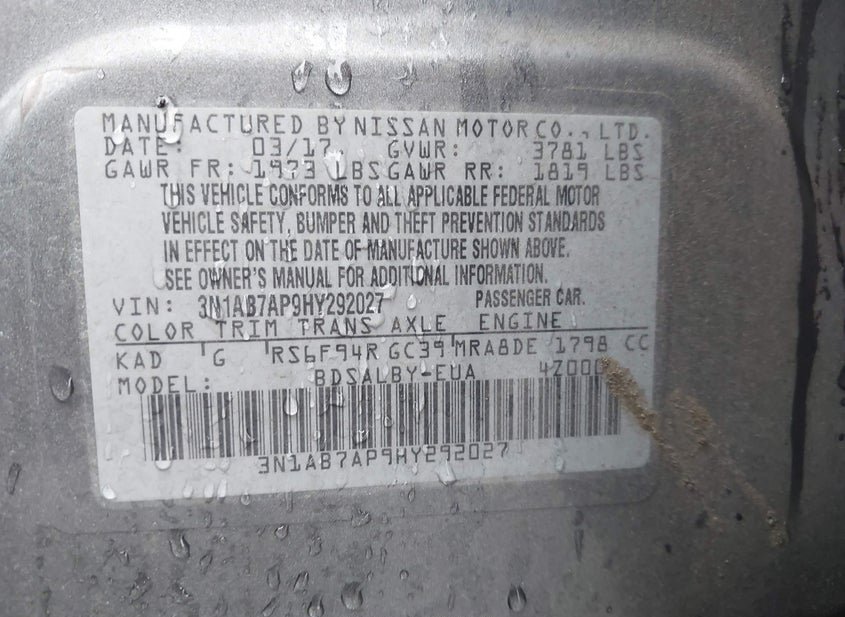 MANUFACTURED BY NISSAN MOTOR CO., LTD.
DATE: 03/17 GVWR: 3781 LBS
GAWR FR: 1973 LBS GAWR RR: 1819 LBS
THIS VEHICLE CONFORMS TO ALL APPLICABLE FEDERAL MOTOR
VEHICLE SAFETY, BUMPER AND THEFT PREVENTION STANDARDS
IN EFFECT ON THE DATE OF MANUFACTURE SHOWN ABOVE.
SEE OWNER'S MANUAL FOR ADDITIONAL INFORMATION.
VIN: 3N1AB7AP9HY292027 PASSENGER CAR.
COLOR TRIM TRANS AXLE ENGINE
KAD G RS6F94R GC39 MRA8DE 1798 CC
MODEL: BDSALBY-EUA 4Z000
3N1AB7AP9HY292027